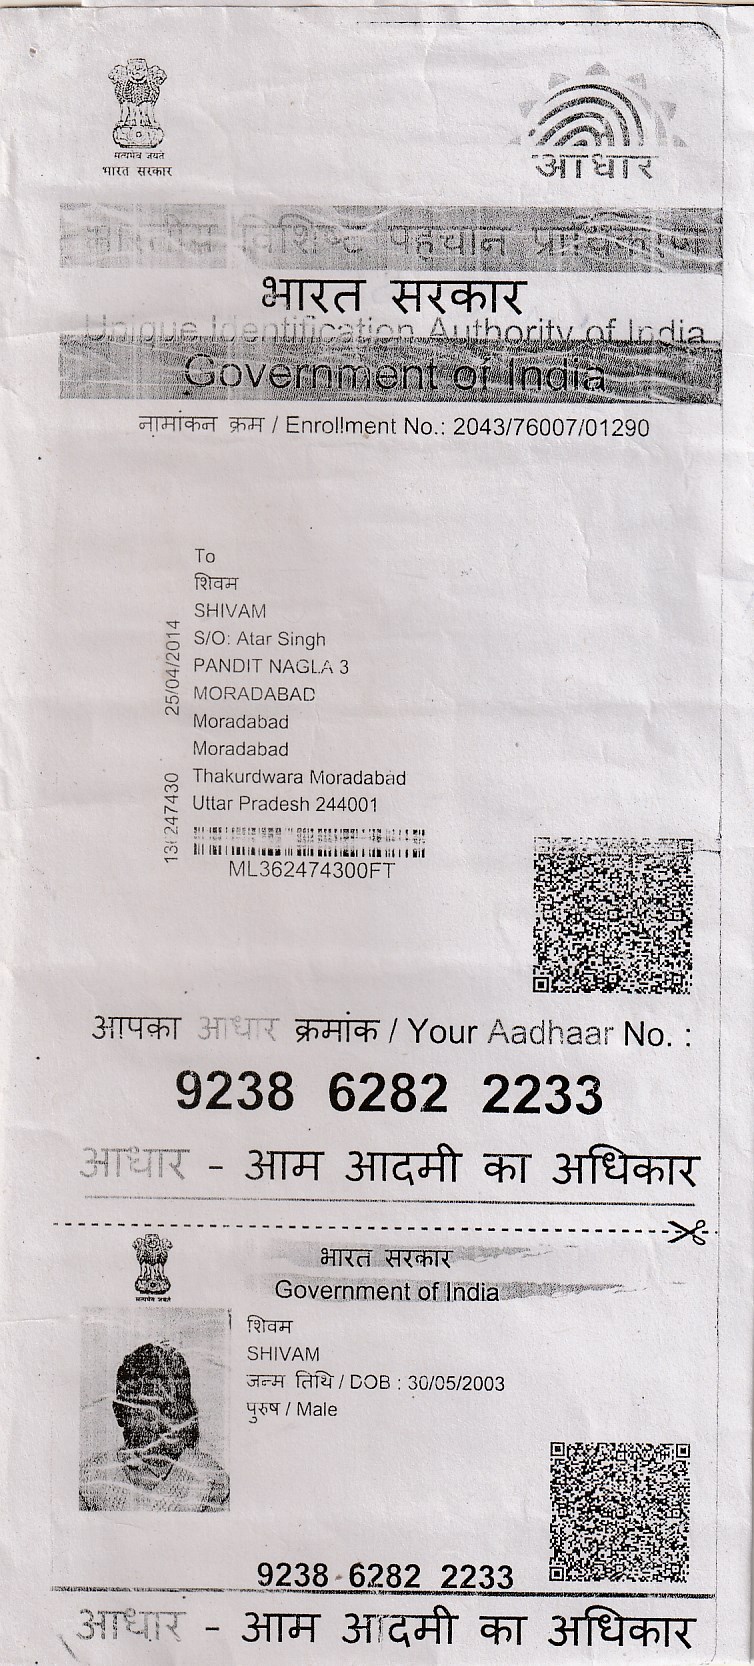 सत्यमेव जयते
भारत सरकार
आधार
भारतीय विशिष्ट पहचान प्राधिकरण
भारत सरकार
Unique Identification Authority of India
Government of India
नामांकन क्रम / Enrollment No.: 2043/76007/01290
To
शिवम
SHIVAM
S/O: Atar Singh
PANDIT NAGLA 3
MORADABAD
Moradabad
Moradabad
Thakurdwara Moradabad
Uttar Pradesh 244001
25/04/2014
ML362474300FT
आपका आधार क्रमांक / Your Aadhaar No. :
9238 6282 2233
आधार - आम आदमी का अधिकार
भारत सरकार
Government of India
शिवम
SHIVAM
जन्म तिथि / DOB : 30/05/2003
पुरुष / Male
9238 6282 2233
आधार - आम आदमी का अधिकार